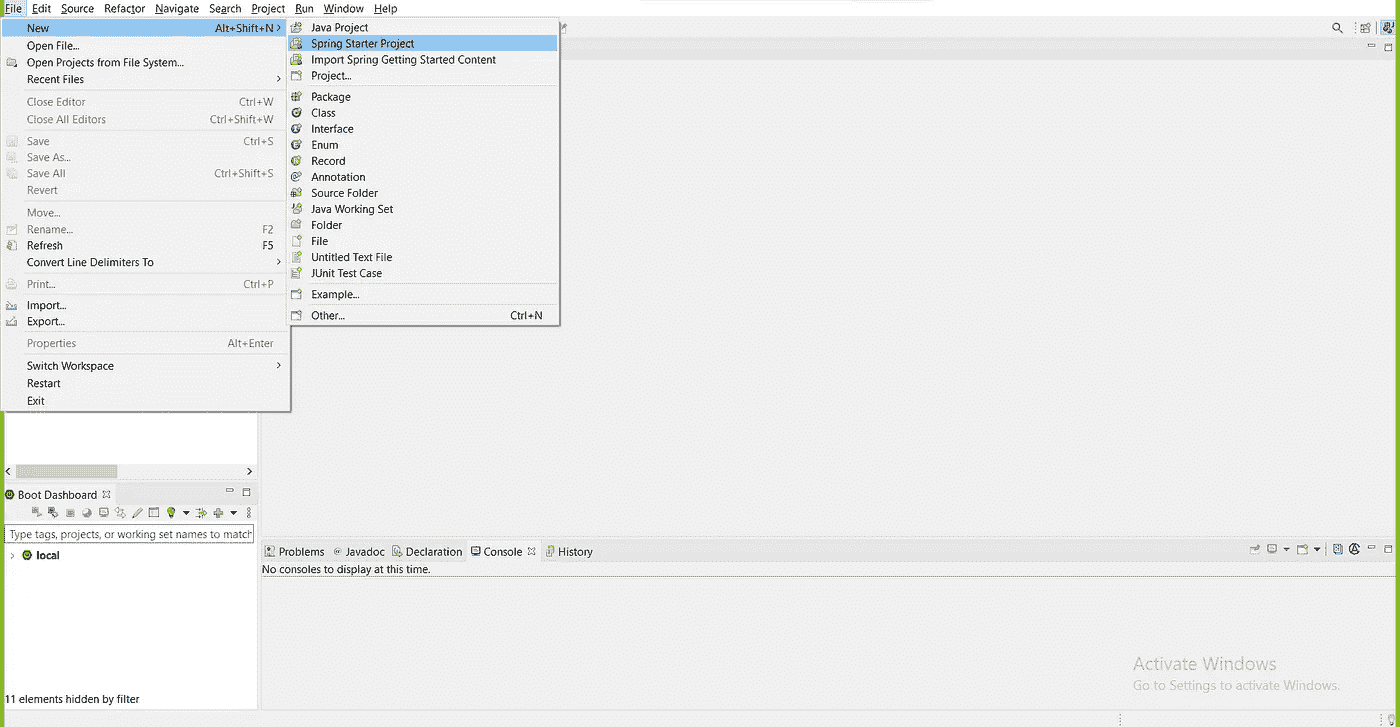 File Edit Source Refactor Navigate Search Project Run Window Help
New Alt+Shift+N
Open File...
Open Projects from File System...
Recent Files
Close Editor Ctrl+W
Close All Editors Ctrl+Shift+W
Save Ctrl+S
Save As...
Save All Ctrl+Shift+S
Revert
Move...
Rename... F2
Refresh F5
Convert Line Delimiters To
Print... Ctrl+P
Import...
Export...
Properties Alt+Enter
Switch Workspace
Restart
Exit
Java Project
Spring Starter Project
Import Spring Getting Started Content
Project...
Package
Class
Interface
Enum
Record
Annotation
Source Folder
Java Working Set
Folder
File
Untitled Text File
JUnit Test Case
Example...
Other... Ctrl+N
Boot Dashboard
Type tags, projects, or working set names to match
local
11 elements hidden by filter
Problems @ Javadoc Declaration Console History
No consoles to display at this time.
Activate Windows
Go to Settings to activate Windows.